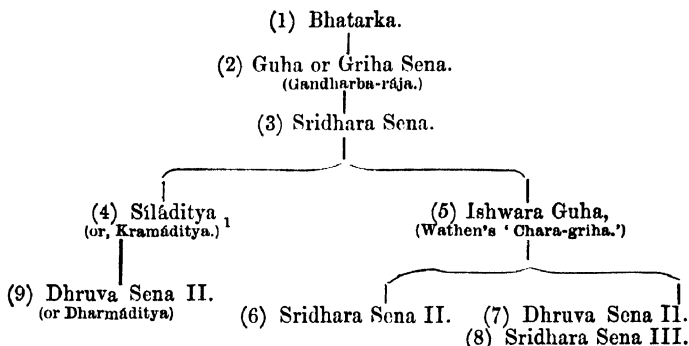 (1) Bhatarka.
(2) Guha or Griha Sena.
(Gandharba-rája.)
(3) Sridhara Sena.
(4) Síláditya 1
(or, Kramáditya.)
(5) Ishwara Guha,
(Wathen's ' Chara-griha.')
(9) Dhruva Sena II.
(or Dharmáditya)
(6) Sridhara Sena II.
(7) Dhruva Sena II.
(8) Sridhara Sena III.